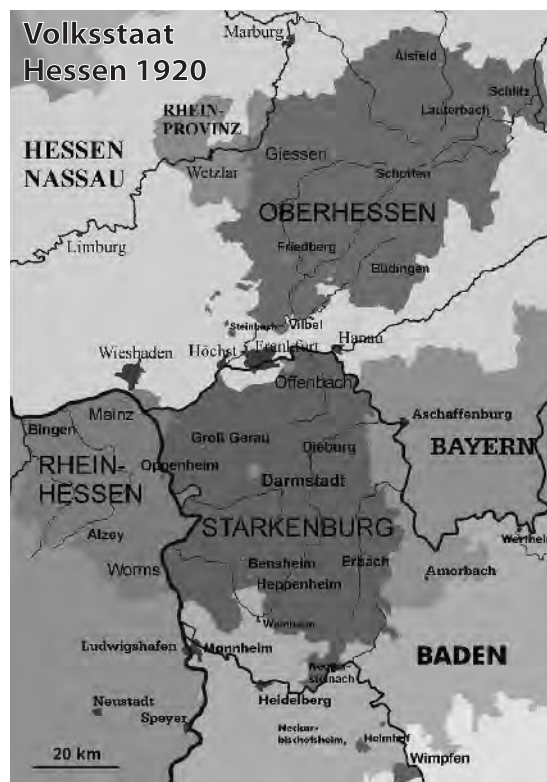 Volksstaat
Hessen 1920
Marburg
Alsfeld
Schlitz
RHEIN-
PROVINZ
Lauterbach
HESSEN
NASSAU
Giessen
Wetzlar
Schotten
OBERHESSEN
Limburg
Friedberg
Büdingen
Steinbach
Vilbel
Wiesbaden
Höchst
Frankfurt
Hanau
Offenbach
Mainz
Bingen
Aschaffenburg
Groß Gerau
Dieburg
BAYERN
RHEIN-
HESSEN
Oppenheim
Darmstadt
STARKENBURG
Alzey
Wertheim
Worms
Bensheim
Erbach
Amorbach
Heppenheim
Weinheim
Ludwigshafen
Mannheim
BADEN
Neckar-
steinach
Heidelberg
Neustadt
Speyer
Neckar-
bischofsheim,
Helmhof
Wimpfen
20 km